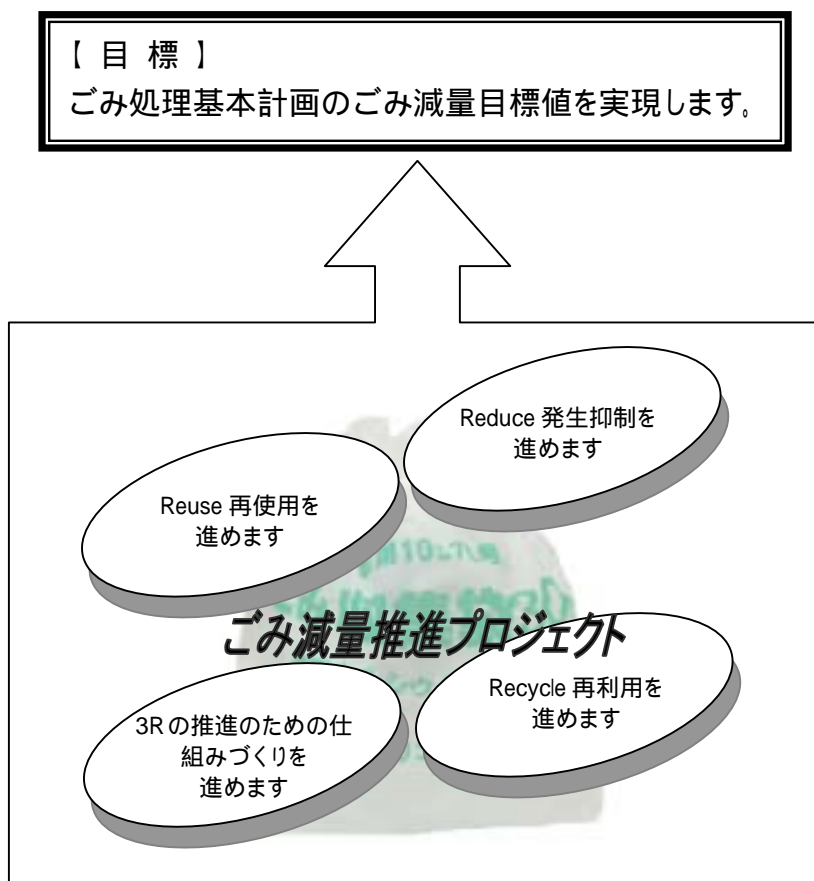 【 目 標 】
ごみ処理基本計画のごみ減量目標値を実現します。
Reduce 発生抑制を
進めます
Reuse 再使用を
進めます
ごみ減量推進プロジェクト
Recycle 再利用を
進めます
3Rの推進のための仕
組みづくりを
進めます